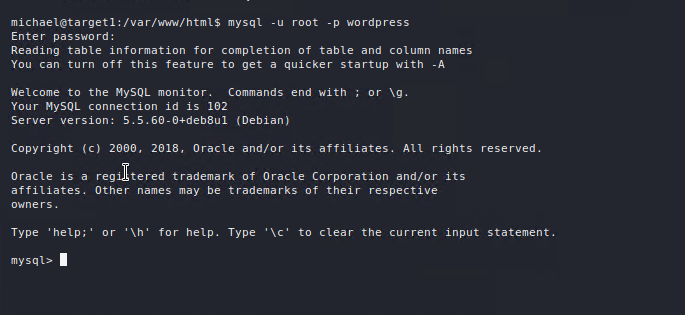 michael@target1:/var/www/html$ mysql -u root -p wordpress
Enter password:
Reading table information for completion of table and column names
You can turn off this feature to get a quicker startup with -A
Welcome to the MySQL monitor.  Commands end with ; or \g.
Your MySQL connection id is 102
Server version: 5.5.60-0+deb8u1 (Debian)
Copyright (c) 2000, 2018, Oracle and/or its affiliates. All rights reserved.
Oracle is a registered trademark of Oracle Corporation and/or its
affiliates. Other names may be trademarks of their respective
owners.
Type 'help;' or '\h' for help. Type '\c' to clear the current input statement.
mysql>